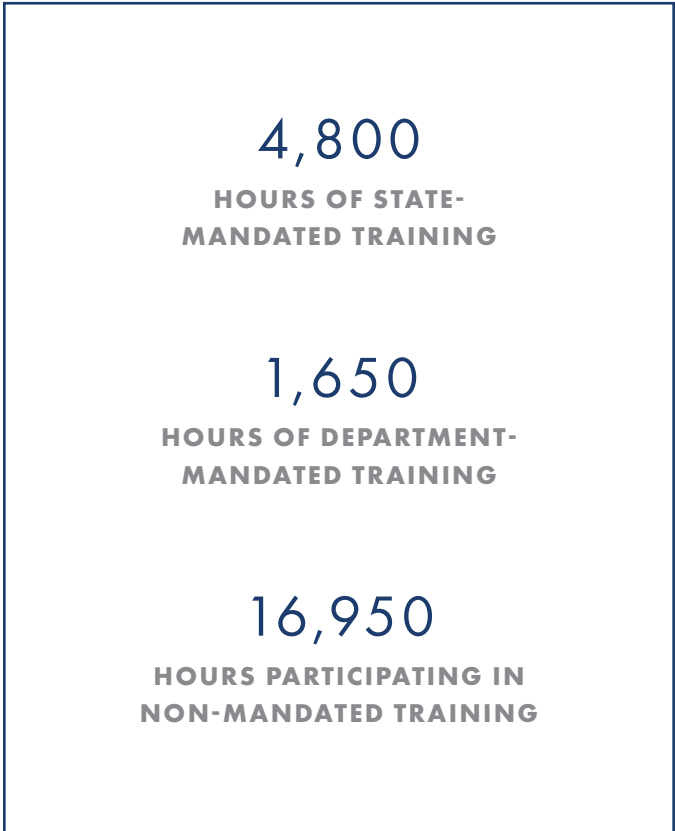 4,800
HOURS OF STATE-
MANDATED TRAINING
1,650
HOURS OF DEPARTMENT-
MANDATED TRAINING
16,950
HOURS PARTICIPATING IN
NON-MANDATED TRAINING